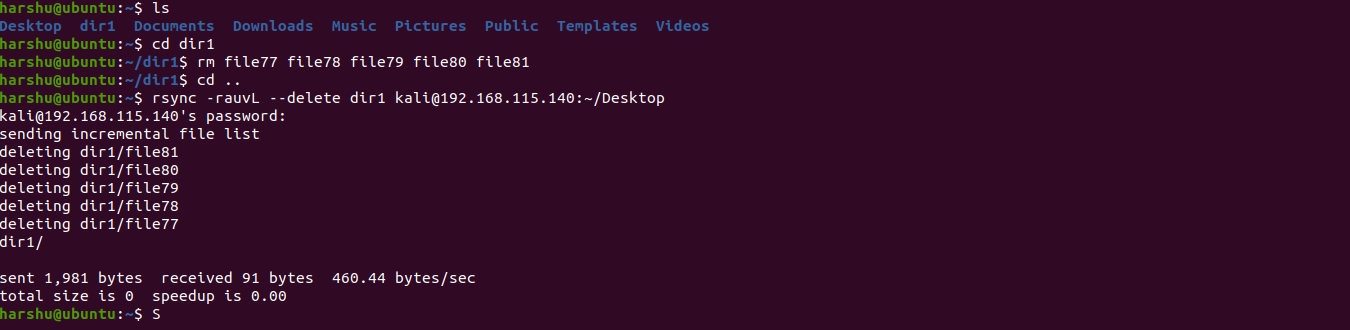 harshu@ubuntu:~$ ls
Desktop  dir1  Documents  Downloads  Music  Pictures  Public  Templates  Videos
harshu@ubuntu:~$ cd dir1
harshu@ubuntu:~/dir1$ rm file77 file78 file79 file80 file81
harshu@ubuntu:~/dir1$ cd ..
harshu@ubuntu:~$ rsync -rauvL --delete dir1 kali@192.168.115.140:~/Desktop
kali@192.168.115.140's password:
sending incremental file list
deleting dir1/file81
deleting dir1/file80
deleting dir1/file79
deleting dir1/file78
deleting dir1/file77
dir1/
sent 1,981 bytes  received 91 bytes  460.44 bytes/sec
total size is 0  speedup is 0.00
harshu@ubuntu:~$ S